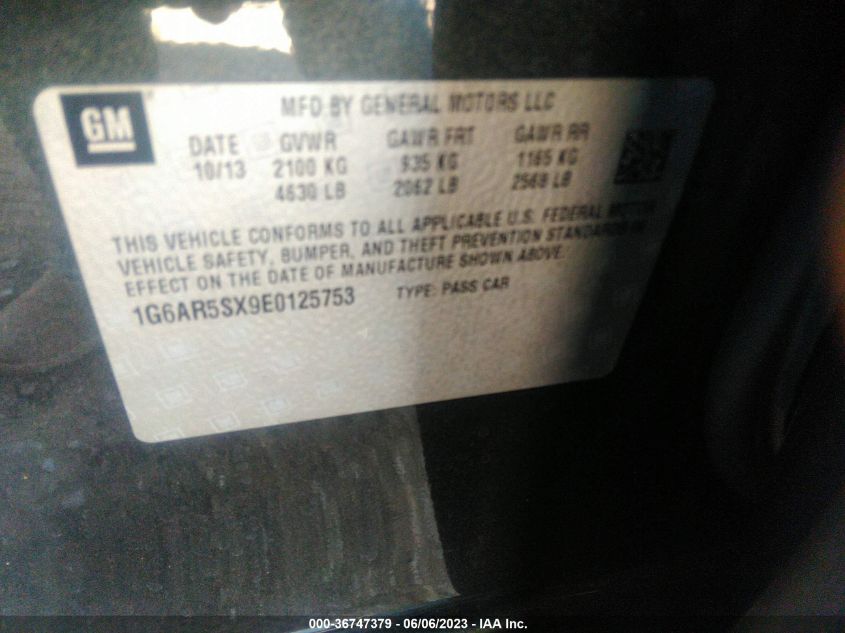 GM
MFD BY GENERAL MOTORS LLC
DATE GVWR GAWR FRT GAWR RR
10/13 2100 KG 935 KG 1165 KG
4630 LB 2062 LB 2568 LB
THIS VEHICLE CONFORMS TO ALL APPLICABLE U.S. FEDERAL MOTOR
VEHICLE SAFETY, BUMPER, AND THEFT PREVENTION STANDARDS IN
EFFECT ON THE DATE OF MANUFACTURE SHOWN ABOVE.
1G6AR5SX9E0125753 TYPE: PASS CAR
000-36747379 - 06/06/2023 - IAA Inc.